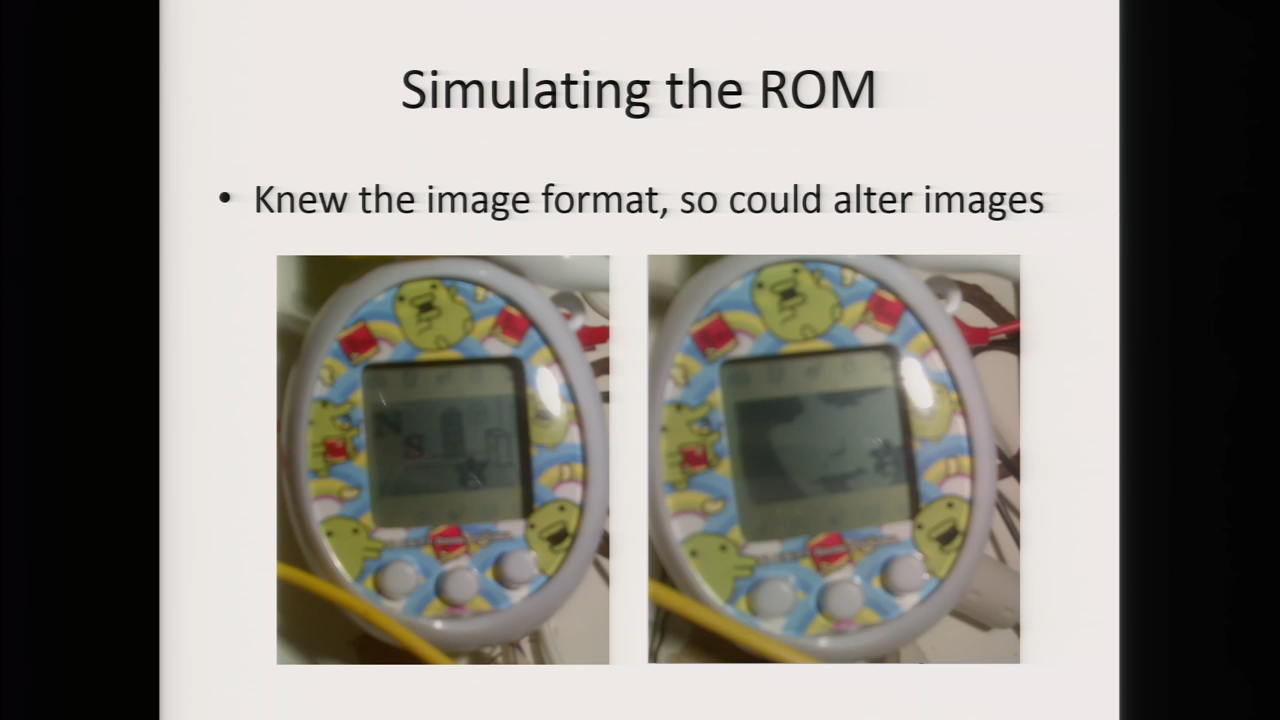 Simulating the ROM
• Knew the image format, so could alter images
N
S